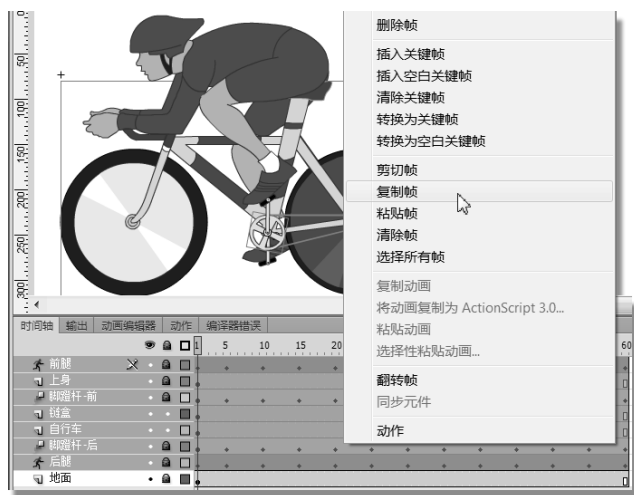 删除帧
插入关键帧
插入空白关键帧
清除关键帧
转换为关键帧
转换为空白关键帧
剪切帧
复制帧
粘贴帧
清除帧
选择所有帧
复制动画
将动画复制为 ActionScript 3.0...
粘贴动画
选择性粘贴动画...
翻转帧
同步元件
动作
50
100
150
200
250
300
时间轴 输出 动画编辑器 动作 编译器错误
1 5 10 15 20 60
前腿
上身
脚蹬杆-前
链盒
自行车
脚蹬杆-后
后腿
地面